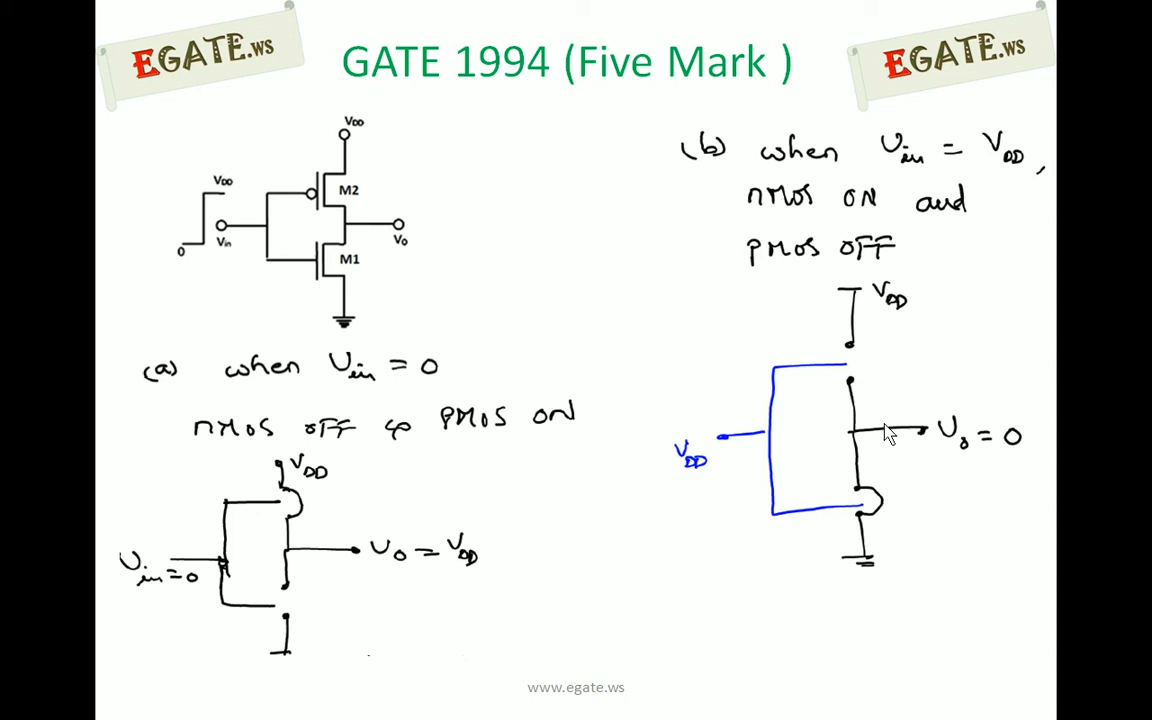 EGATE.ws
GATE 1994 (Five Mark )
EGATE.ws
VDD
M2
VDD
Vin
0
Vo
M1
(a) when Vin = 0
nMOS OFF & PMOS ON
VDD
Vin=0
VO = VDD
(b) when Vin = VDD,
nMOS ON and
PMOS OFF
VDD
VDD
Vo = 0
www.egate.ws